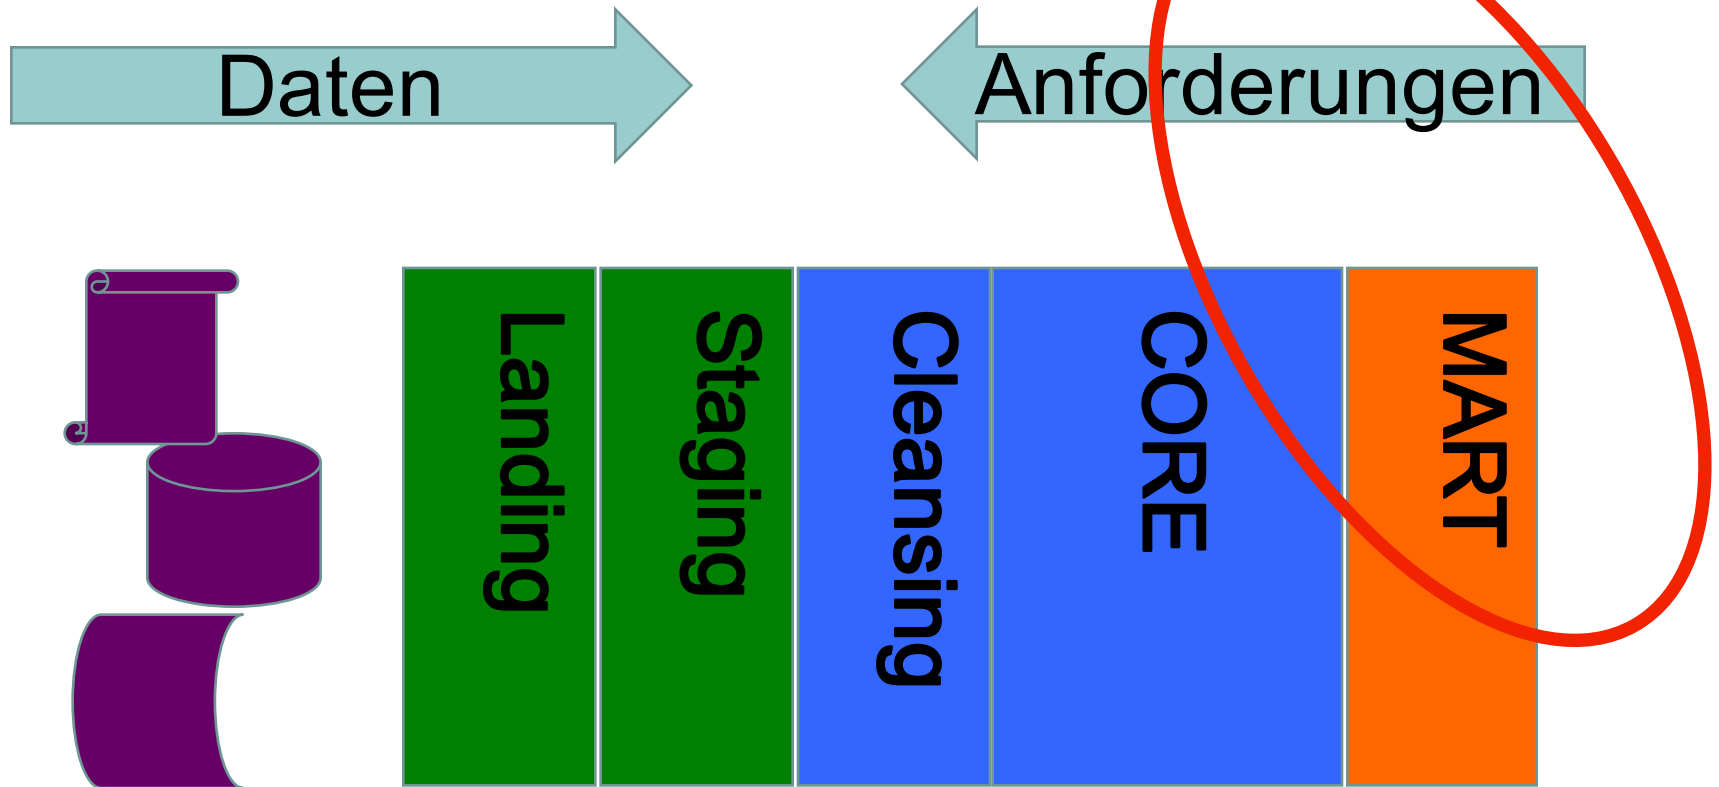 Daten
Anforderungen
Landing
Staging
Cleansing
CORE
MART